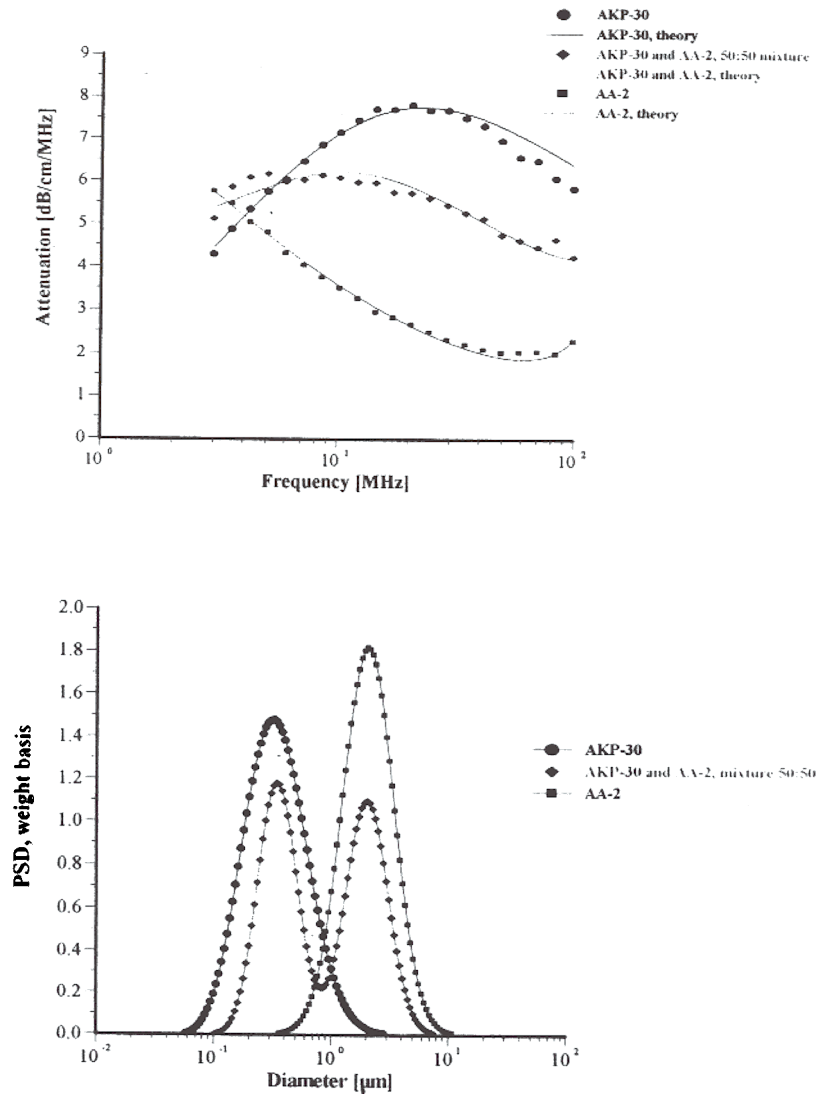 AKP-30
AKP-30, theory
AKP-30 and AA-2, 50:50 mixture
AKP-30 and AA-2, theory
AA-2
AA-2, theory
9
8
7
6
5
4
3
2
1
0
Attenuation [dB/cm/MHz]
10 0
10 1
10 2
Frequency [MHz]
2.0
1.8
1.6
1.4
1.2
1.0
0.8
0.6
0.4
0.2
0.0
PSD, weight basis
AKP-30
AKP-30 and AA-2, mixture 50:50
AA-2
10 -2
10 -1
10 0
10 1
10 2
Diameter [µm]